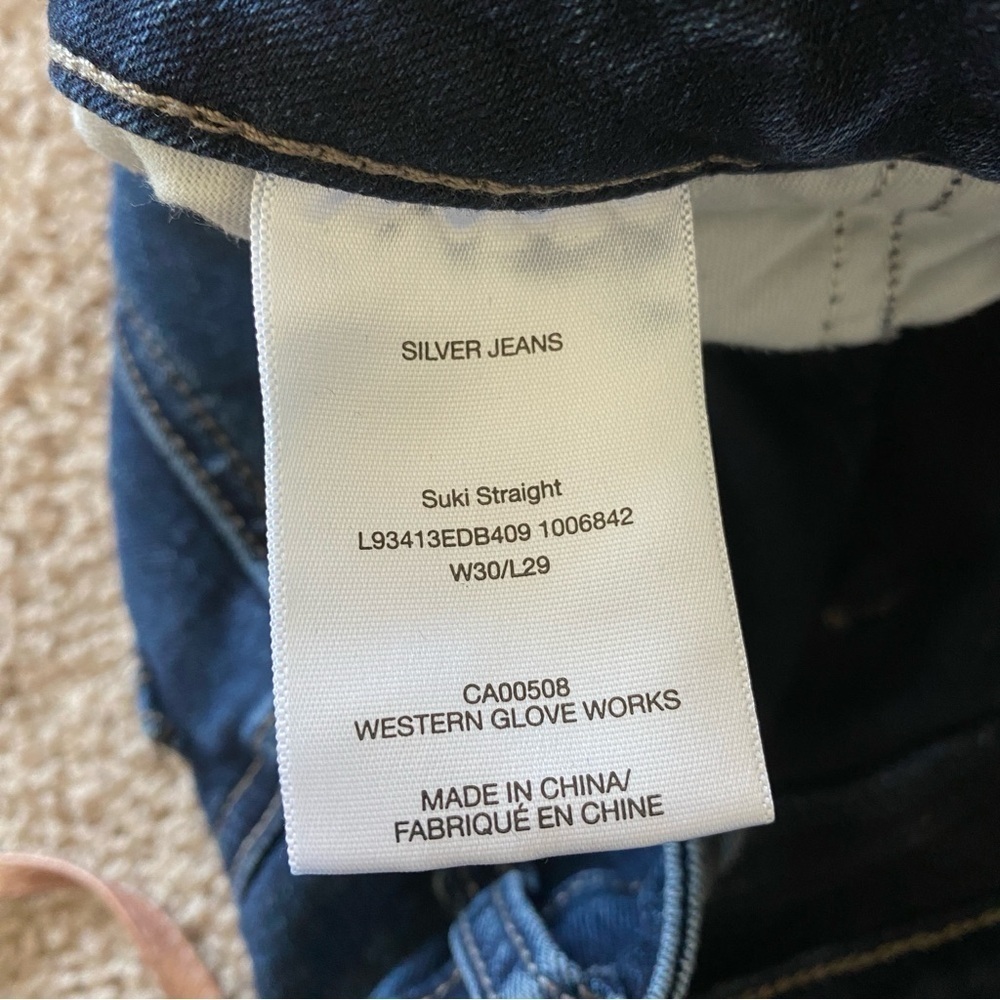 SILVER JEANS
Suki Straight
L93413EDB409 1006842
W30/L29
CA00508
WESTERN GLOVE WORKS
MADE IN CHINA/
FABRIQUÉ EN CHINE